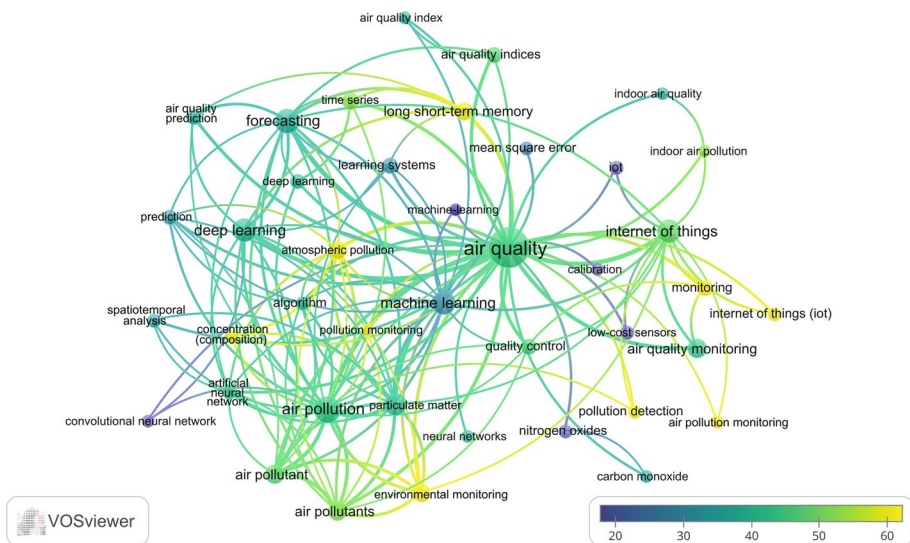 air quality index
air quality indices
indoor air quality
time series
air quality
prediction
long short-term memory
forecasting
mean square error
indoor air pollution
learning systems
iot
deep learning
machine-learning
prediction
deep learning
internet of things
air quality
atmospheric pollution
calibration
monitoring
algorithm
machine learning
spatiotemporal
analysis
internet of things (iot)
concentration
(composition)
pollution monitoring
low-cost sensors
quality control
air quality monitoring
artificial
neural
network
air pollution
particulate matter
pollution detection
convolutional neural network
air pollution monitoring
nitrogen oxides
neural networks
air pollutant
carbon monoxide
environmental monitoring
air pollutants
VOSviewer
20 30 40 50 60